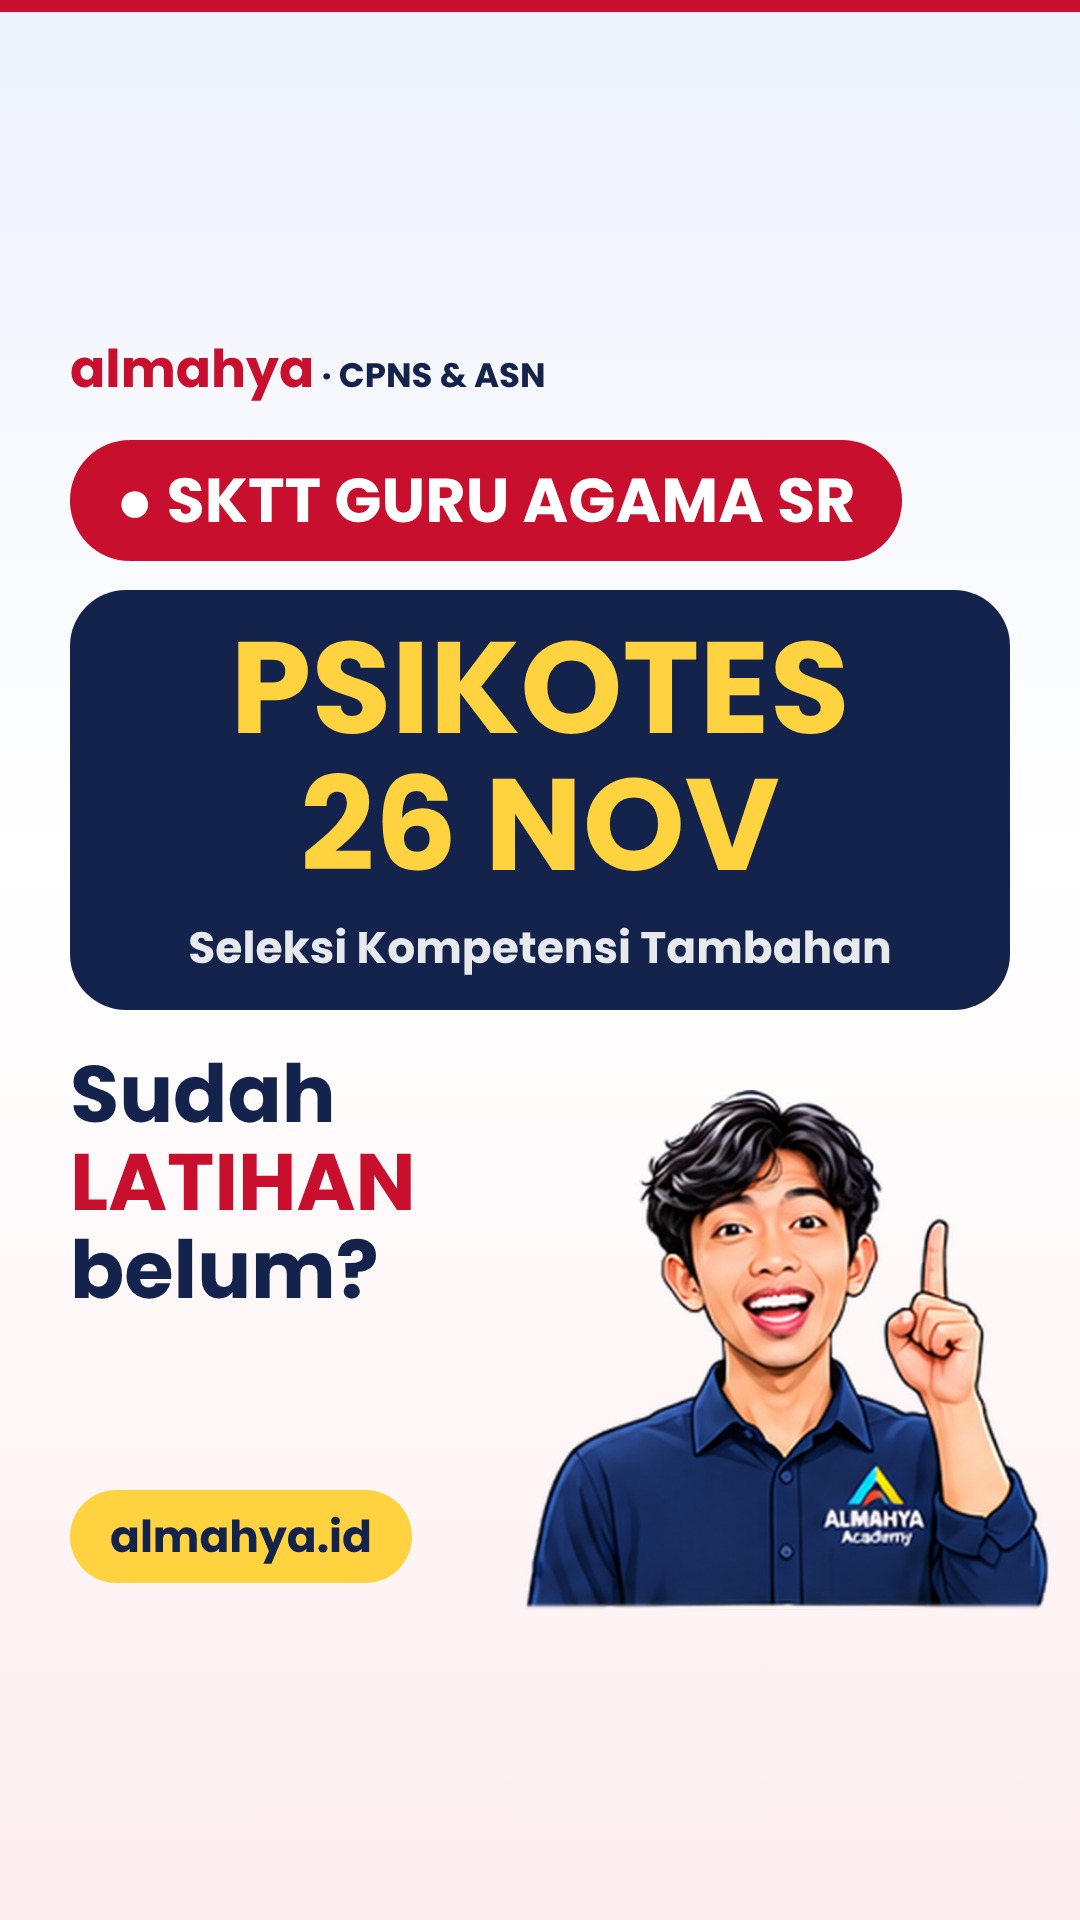 almahya · CPNS & ASN
● SKTT GURU AGAMA SR
PSIKOTES
26 NOV
Seleksi Kompetensi Tambahan
Sudah
LATIHAN
belum?
almahya.id
ALMAHYA
Academy